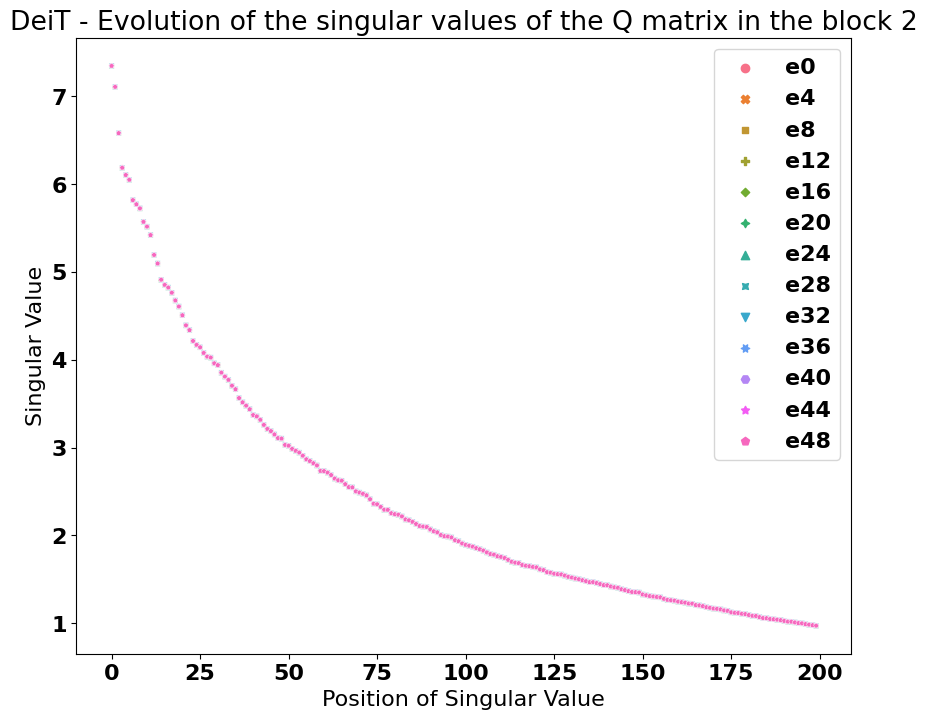 DeiT - Evolution of the singular values of the Q matrix in the block 2
e0
e4
e8
e12
e16
e20
e24
e28
e32
e36
e40
e44
e48
7
6
5
4
3
2
1
Singular Value
0 25 50 75 100 125 150 175 200
Position of Singular Value